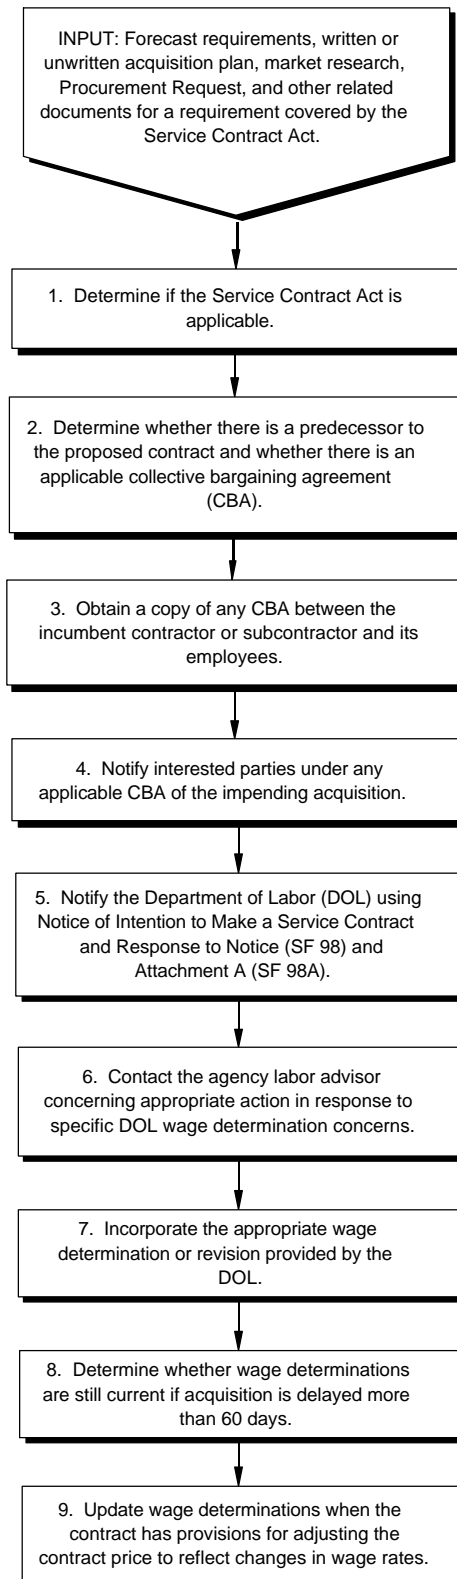 INPUT: Forecast requirements, written or
unwritten acquisition plan, market research,
Procurement Request, and other related
documents for a requirement covered by the
Service Contract Act.
1. Determine if the Service Contract Act is
applicable.
2. Determine whether there is a predecessor to
the proposed contract and whether there is an
applicable collective bargaining agreement
(CBA).
3. Obtain a copy of any CBA between the
incumbent contractor or subcontractor and its
employees.
4. Notify interested parties under any
applicable CBA of the impending acquisition.
5. Notify the Department of Labor (DOL) using
Notice of Intention to Make a Service Contract
and Response to Notice (SF 98) and
Attachment A (SF 98A).
6. Contact the agency labor advisor
concerning appropriate action in response to
specific DOL wage determination concerns.
7. Incorporate the appropriate wage
determination or revision provided by the
DOL.
8. Determine whether wage determinations
are still current if acquisition is delayed more
than 60 days.
9. Update wage determinations when the
contract has provisions for adjusting the
contract price to reflect changes in wage rates.